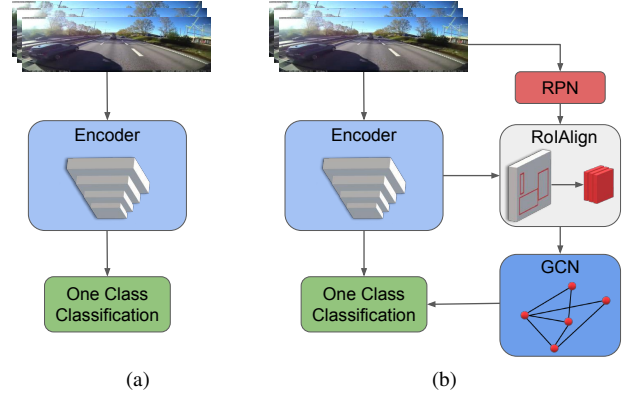 Encoder
One Class
Classification
(a)
RPN
Encoder
RoIAlign
GCN
One Class
Classification
(b)